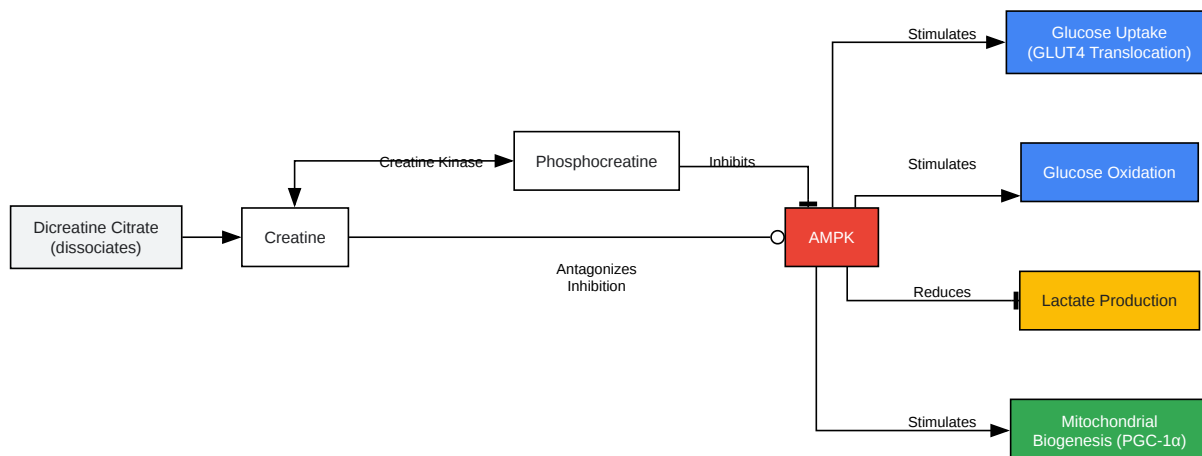 Stimulates
Glucose Uptake
(GLUT4 Translocation)
Creatine Kinase
Phosphocreatine
Inhibits
Stimulates
Glucose Oxidation
Dicreatine Citrate
(dissociates)
Creatine
AMPK
Antagonizes
Inhibition
Reduces
Lactate Production
Stimulates
Mitochondrial
Biogenesis (PGC-1α)